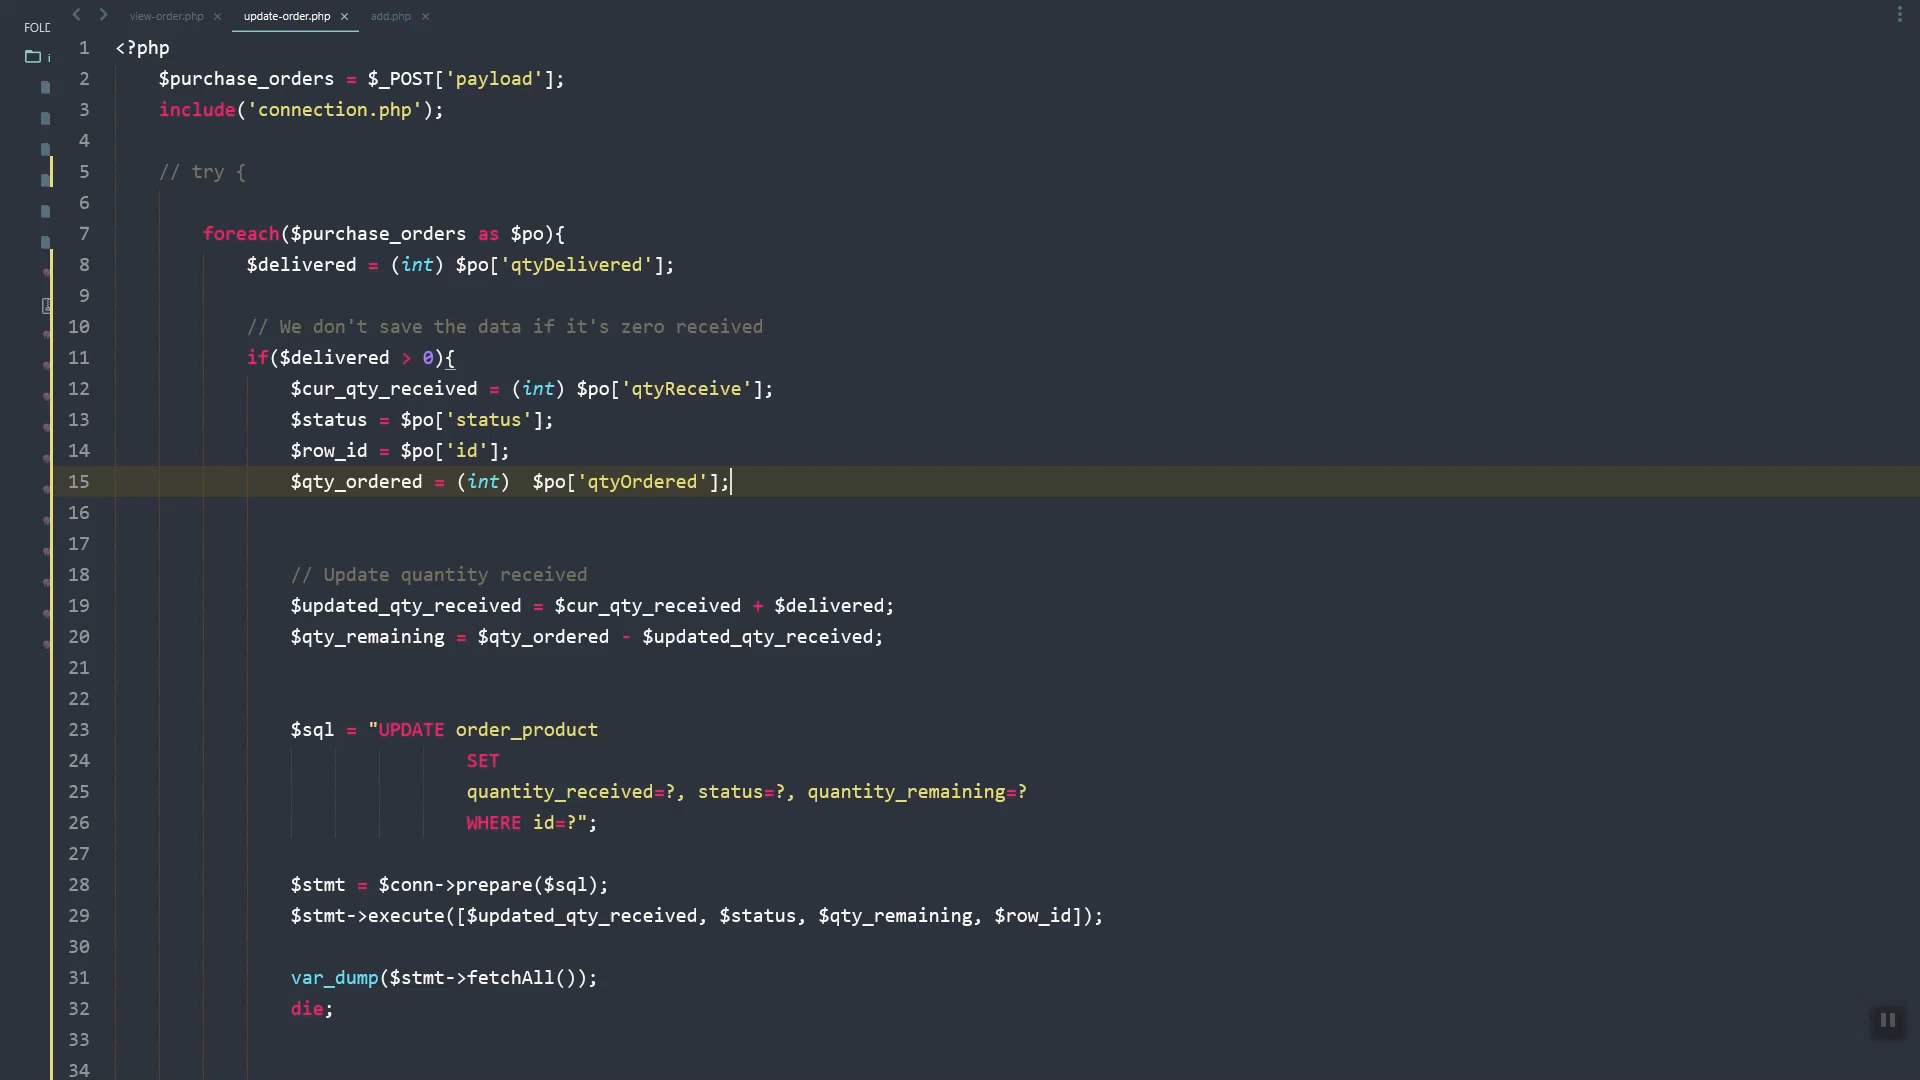 FOLD
view-order.php ×
update-order.php ×
add.php ×
1 <?php
2 $purchase_orders = $_POST['payload'];
3 include('connection.php');
4
5 // try {
6
7 foreach($purchase_orders as $po){
8 $delivered = (int) $po['qtyDelivered'];
9
10 // We don't save the data if it's zero received
11 if($delivered > 0){
12 $cur_qty_received = (int) $po['qtyReceive'];
13 $status = $po['status'];
14 $row_id = $po['id'];
15 $qty_ordered = (int)  $po['qtyOrdered'];
16
17
18 // Update quantity received
19 $updated_qty_received = $cur_qty_received + $delivered;
20 $qty_remaining = $qty_ordered - $updated_qty_received;
21
22
23 $sql = "UPDATE order_product
24 SET
25 quantity_received=?, status=?, quantity_remaining=?
26 WHERE id=?";
27
28 $stmt = $conn->prepare($sql);
29 $stmt->execute([$updated_qty_received, $status, $qty_remaining, $row_id]);
30
31 var_dump($stmt->fetchAll());
32 die;
33
34